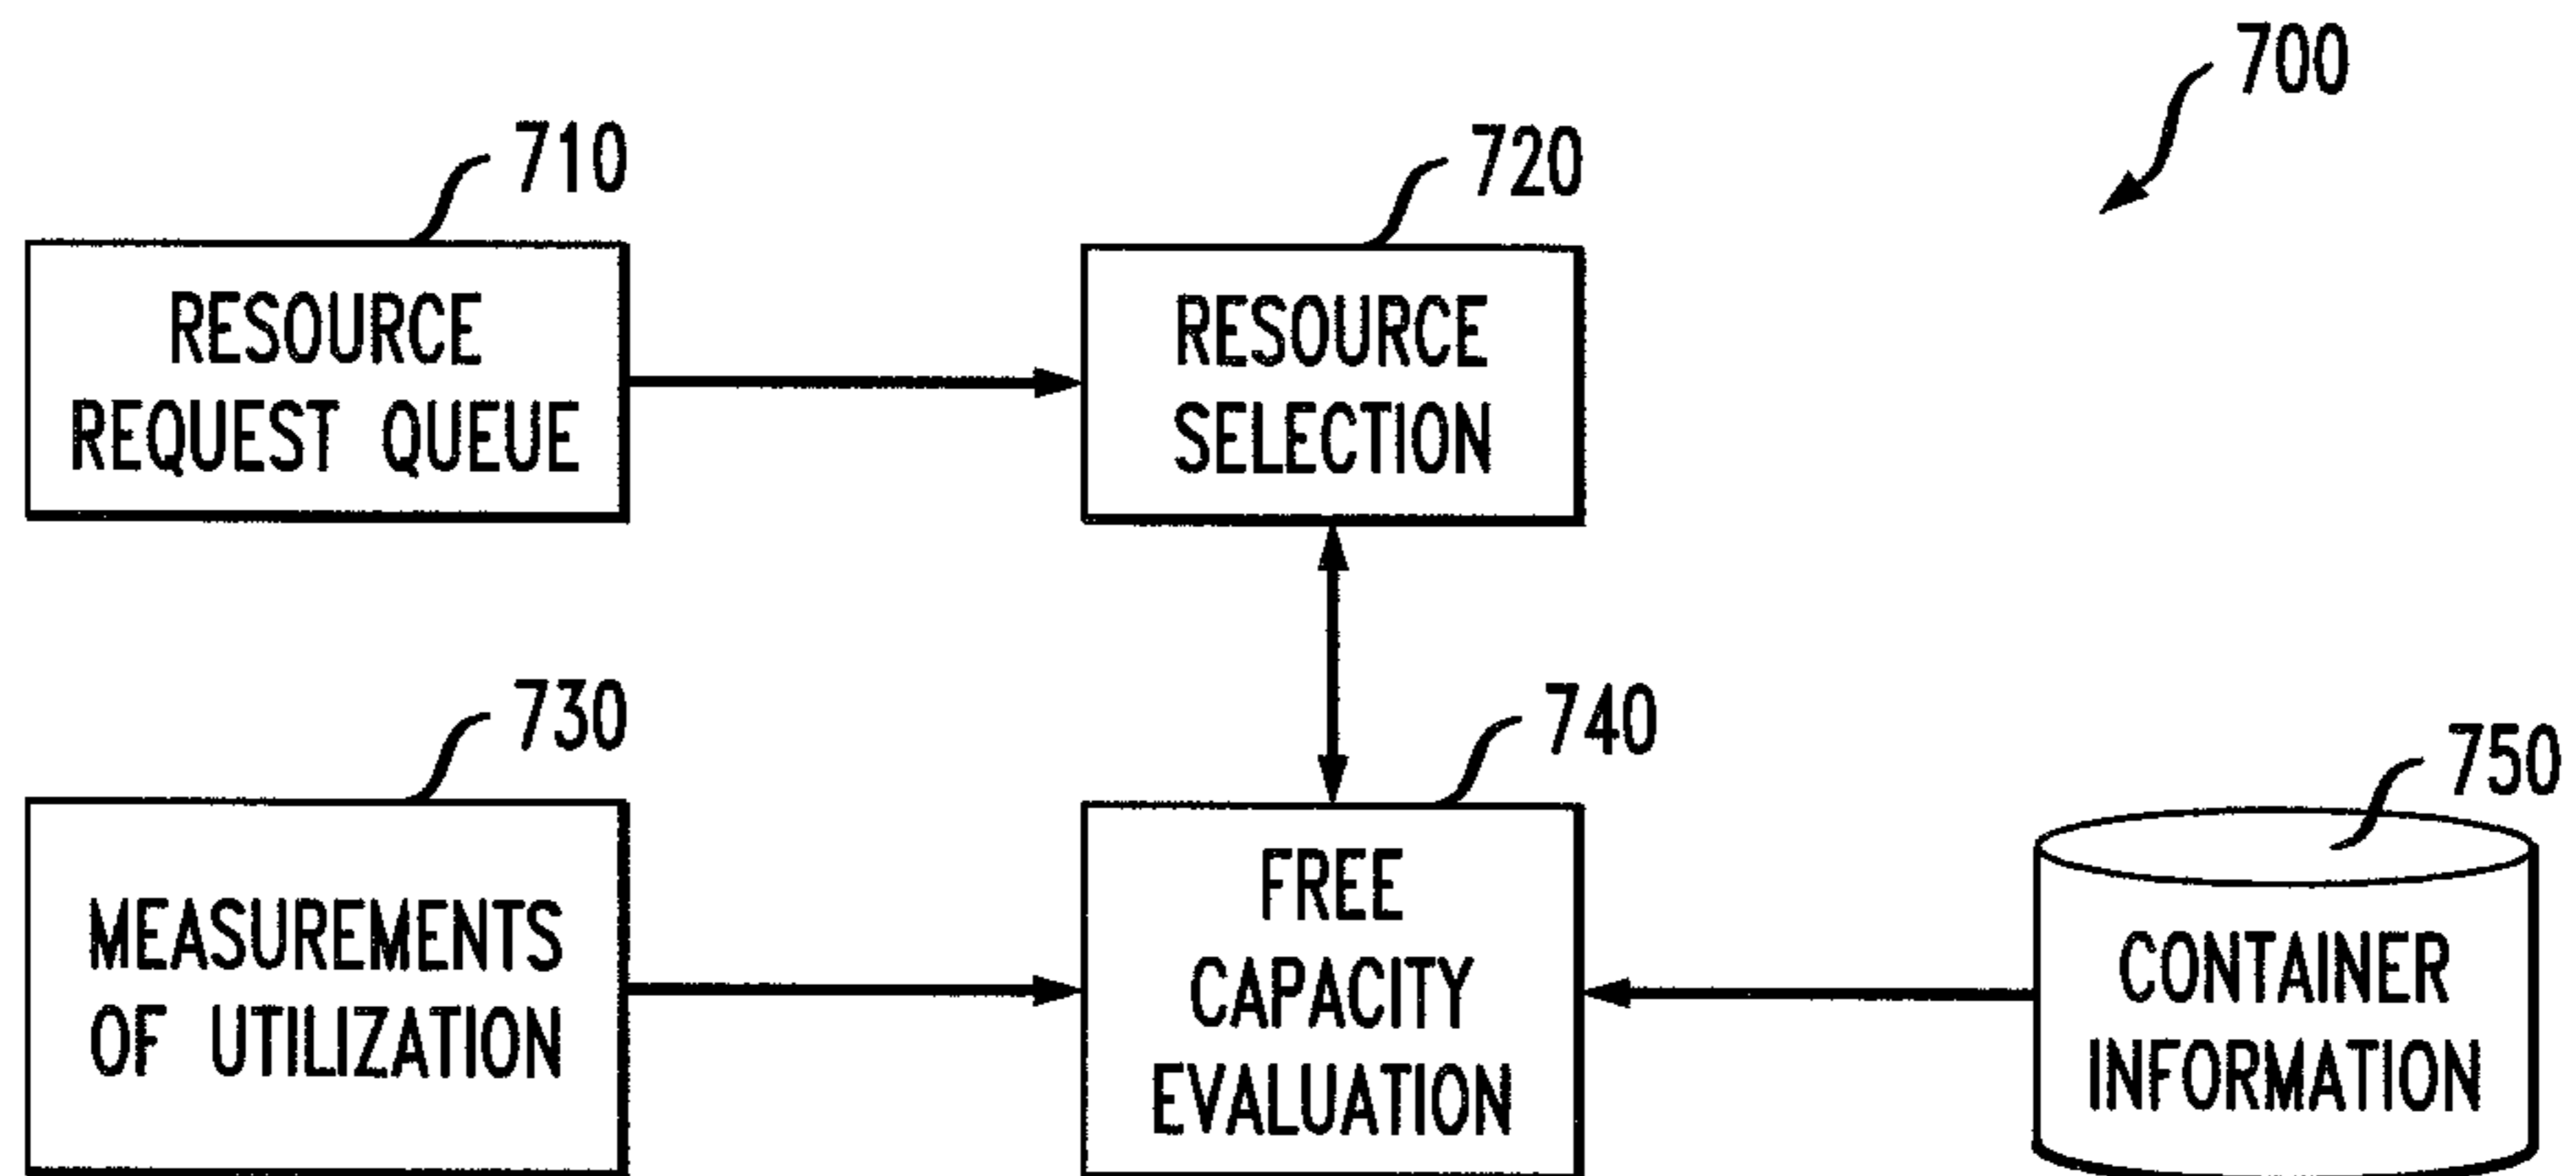 700
710
720
RESOURCE
REQUEST QUEUE
RESOURCE
SELECTION
730
740
750
MEASUREMENTS
OF UTILIZATION
FREE
CAPACITY
EVALUATION
CONTAINER
INFORMATION